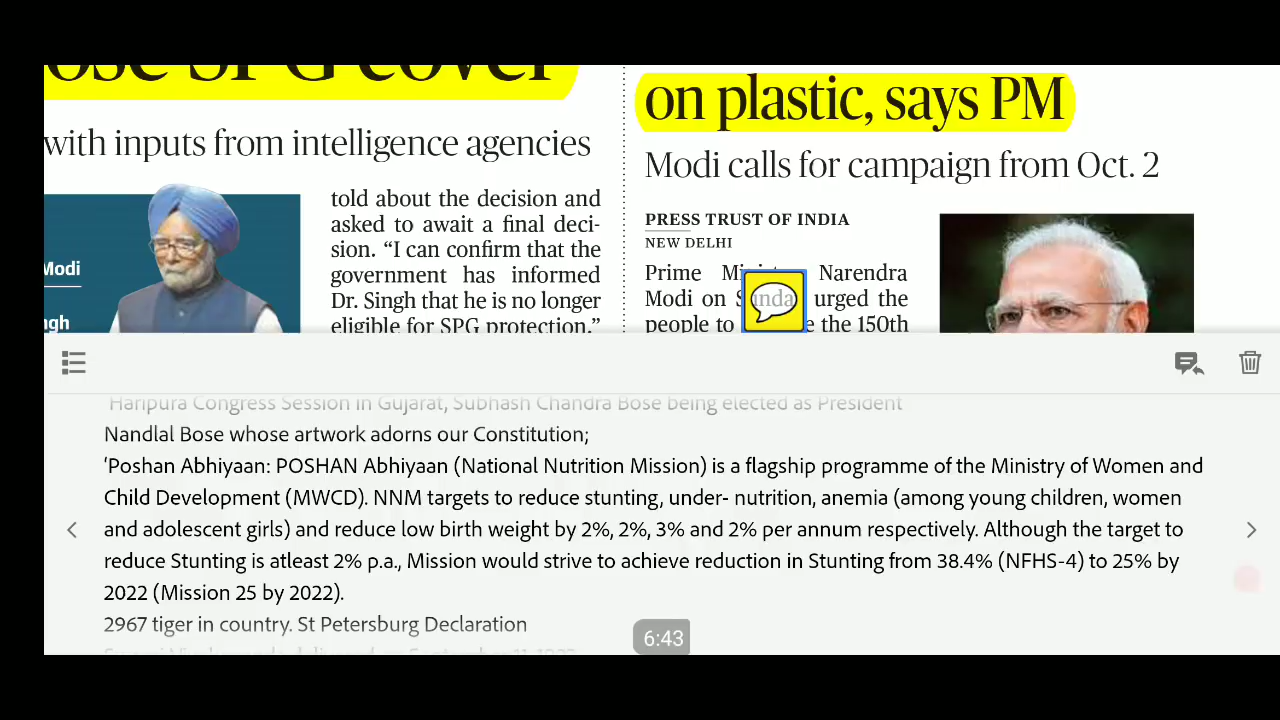 ose SPG cover
with inputs from intelligence agencies
Modi
ngh
told about the decision and
asked to await a final deci-
sion. “I can confirm that the
government has informed
Dr. Singh that he is no longer
eligible for SPG protection.”
on plastic, says PM
Modi calls for campaign from Oct. 2
PRESS TRUST OF INDIA
NEW DELHI
Prime Narendra
Modi on Sunda urged the
people to the 150th
Haripura Congress Session in Gujarat, Subhash Chandra Bose being elected as President
Nandlal Bose whose artwork adorns our Constitution;
‘Poshan Abhiyaan: POSHAN Abhiyaan (National Nutrition Mission) is a flagship programme of the Ministry of Women and
Child Development (MWCD). NNM targets to reduce stunting, under- nutrition, anemia (among young children, women
and adolescent girls) and reduce low birth weight by 2%, 2%, 3% and 2% per annum respectively. Although the target to
reduce Stunting is atleast 2% p.a., Mission would strive to achieve reduction in Stunting from 38.4% (NFHS-4) to 25% by
2022 (Mission 25 by 2022).
2967 tiger in country. St Petersburg Declaration
6:43